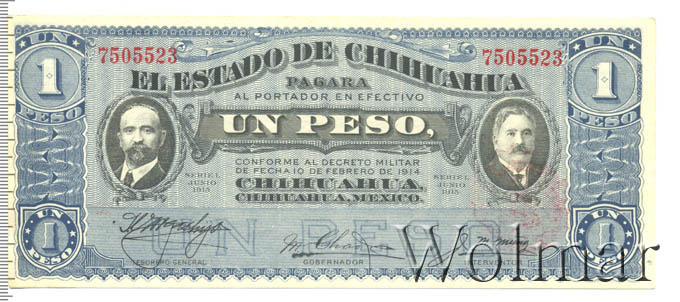 7505523 7505523
UN 1 PESO
UN 1 PESO
EL ESTADO DE CHIHUAHUA
PAGARA
AL PORTADOR EN EFECTIVO
UN PESO,
CONFORME AL DECRETO MILITAR
DE FECHA 10 DE FEBRERO DE 1914
CHIHUAHUA,
CHIHUAHUA, MEXICO.
SERIE L
JUNIO
1915
SERIE L
JUNIO
1915
UN PESO
UN 1 PESO
UN 1 PESO
TESORERO GENERAL GOBERNADOR INTERVENTOR
Wolmar